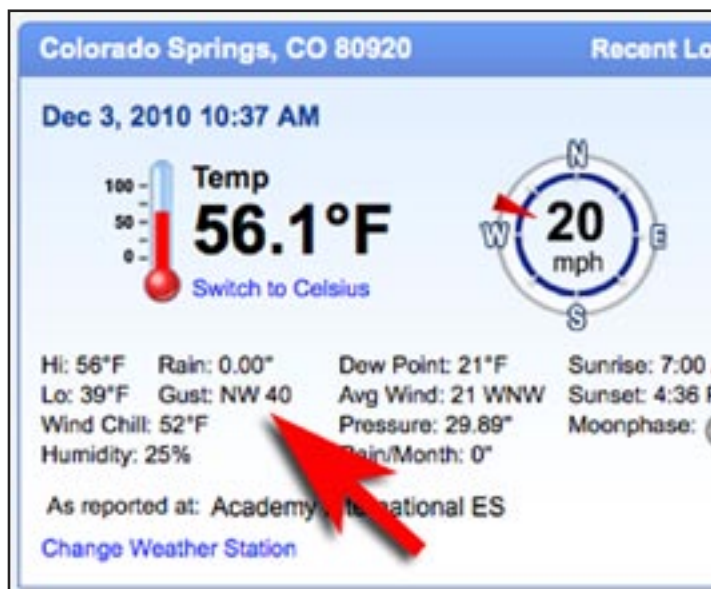 Colorado Springs, CO 80920 Recent Lo
Dec 3, 2010 10:37 AM
Temp
56.1°F
Switch to Celsius
100
50
0
N
W 20 E
mph
S
Hi: 56°F Rain: 0.00" Dew Point: 21°F Sunrise: 7:00
Lo: 39°F Gust: NW 40 Avg Wind: 21 WNW Sunset: 4:36 P
Wind Chill: 52°F Pressure: 29.89" Moonphase:
Humidity: 25% Rain/Month: 0"
As reported at: Academy International ES
Change Weather Station